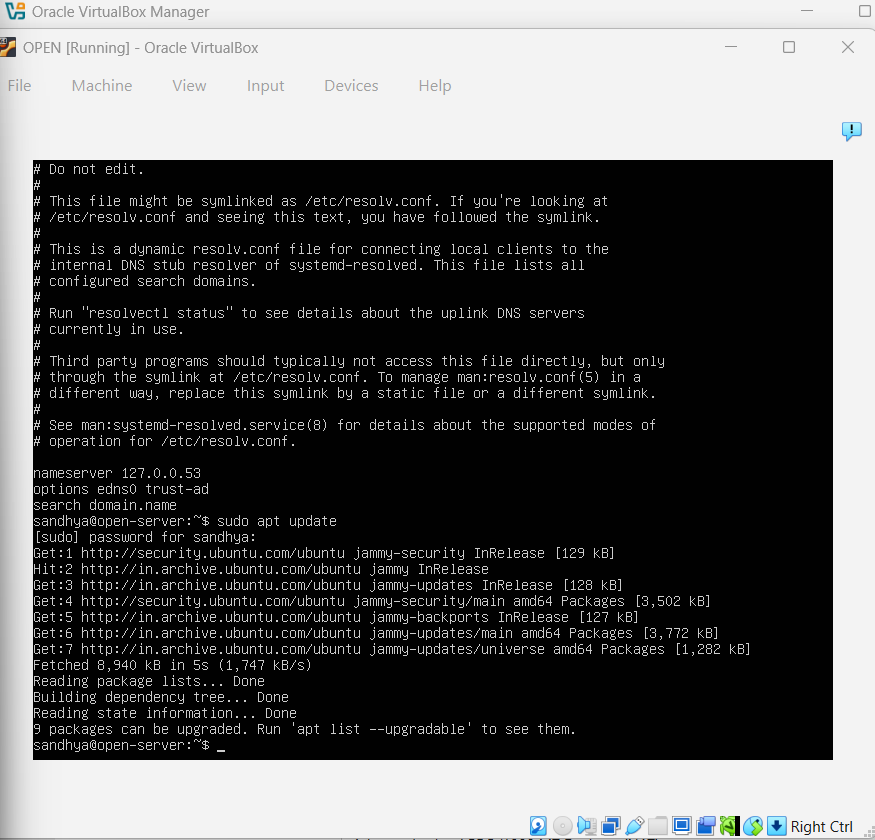 Oracle VirtualBox Manager
OPEN [Running] - Oracle VirtualBox
File Machine View Input Devices Help
# Do not edit.
#
# This file might be symlinked as /etc/resolv.conf. If you're looking at
# /etc/resolv.conf and seeing this text, you have followed the symlink.
#
# This is a dynamic resolv.conf file for connecting local clients to the
# internal DNS stub resolver of systemd-resolved. This file lists all
# configured search domains.
#
# Run "resolvectl status" to see details about the uplink DNS servers
# currently in use.
#
# Third party programs should typically not access this file directly, but only
# through the symlink at /etc/resolv.conf. To manage man:resolv.conf(5) in a
# different way, replace this symlink by a static file or a different symlink.
#
# See man:systemd-resolved.service(8) for details about the supported modes of
# operation for /etc/resolv.conf.
nameserver 127.0.0.53
options edns0 trust-ad
search domain.name
sandhya@open-server:~$ sudo apt update
[sudo] password for sandhya:
Get:1 http://security.ubuntu.com/ubuntu jammy-security InRelease [129 kB]
Hit:2 http://in.archive.ubuntu.com/ubuntu jammy InRelease
Get:3 http://in.archive.ubuntu.com/ubuntu jammy-updates InRelease [128 kB]
Get:4 http://security.ubuntu.com/ubuntu jammy-security/main amd64 Packages [3,502 kB]
Get:5 http://in.archive.ubuntu.com/ubuntu jammy-backports InRelease [127 kB]
Get:6 http://in.archive.ubuntu.com/ubuntu jammy-updates/main amd64 Packages [3,772 kB]
Get:7 http://in.archive.ubuntu.com/ubuntu jammy-updates/universe amd64 Packages [1,282 kB]
Fetched 8,940 kB in 5s (1,747 kB/s)
Reading package lists... Done
Building dependency tree... Done
Reading state information... Done
9 packages can be upgraded. Run 'apt list --upgradable' to see them.
sandhya@open-server:~$ _
Right Ctrl